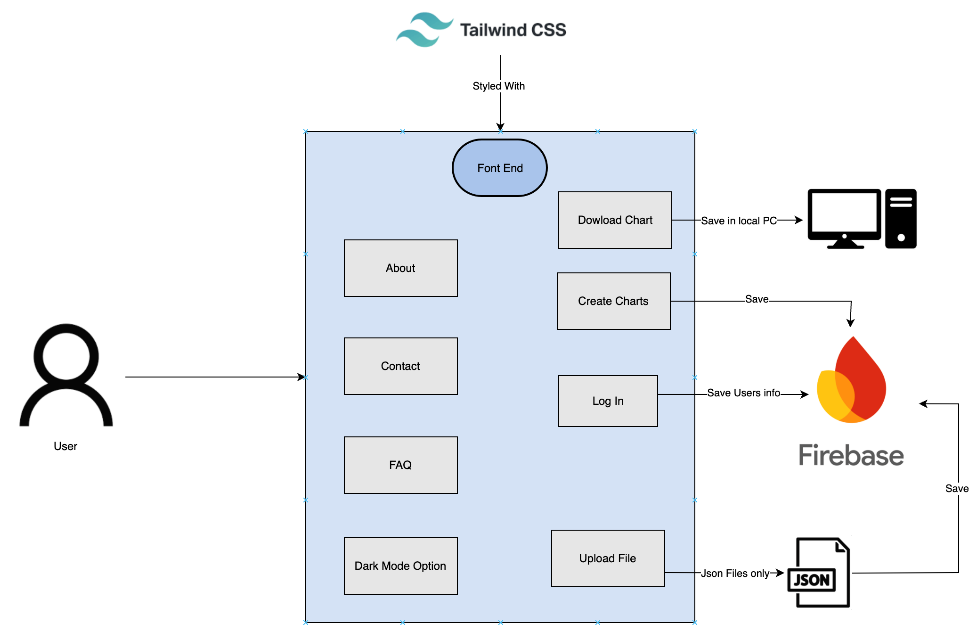 Tailwind CSS
Styled With
Font End
Dowload Chart
Save in local PC
About
Create Charts
Save
Contact
Log In
Save Users info
User
Firebase
FAQ
Save
Dark Mode Option
Upload File
Json Files only
JSON